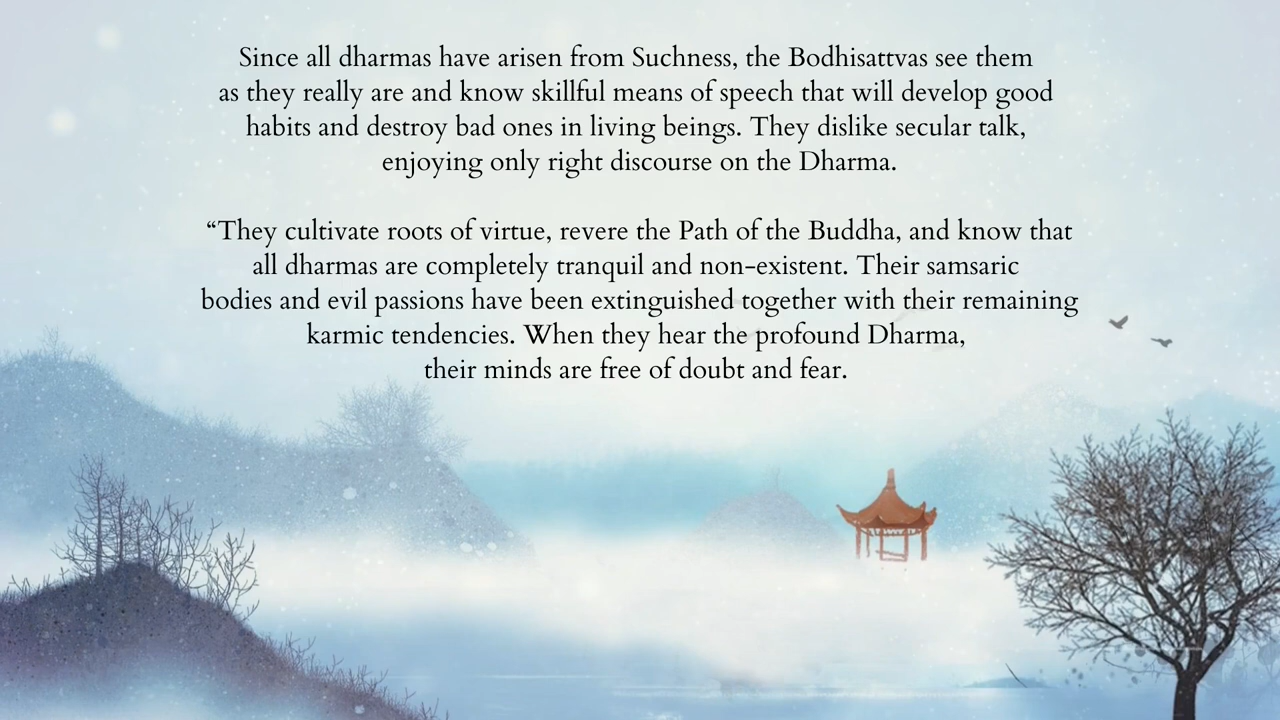 Since all dharmas have arisen from Suchness, the Bodhisattvas see them
as they really are and know skillful means of speech that will develop good
habits and destroy bad ones in living beings. They dislike secular talk,
enjoying only right discourse on the Dharma.
“They cultivate roots of virtue, revere the Path of the Buddha, and know that
all dharmas are completely tranquil and non-existent. Their samsaric
bodies and evil passions have been extinguished together with their remaining
karmic tendencies. When they hear the profound Dharma,
their minds are free of doubt and fear.